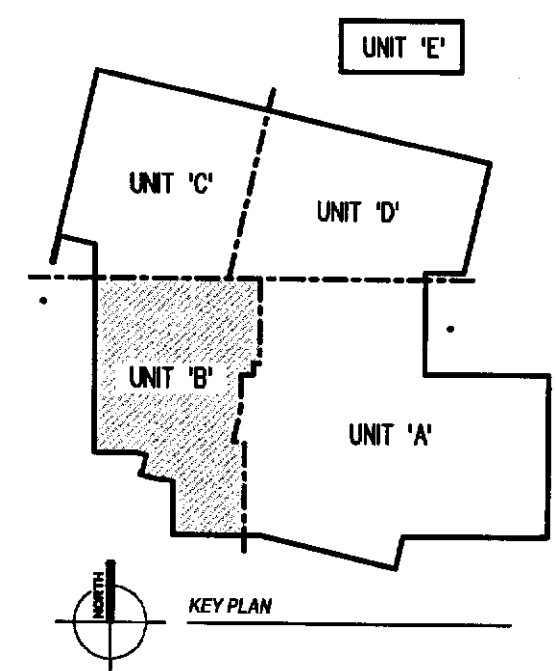 UNIT 'E'
UNIT 'C'
UNIT 'D'
UNIT 'B'
UNIT 'A'
NORTH
KEY PLAN